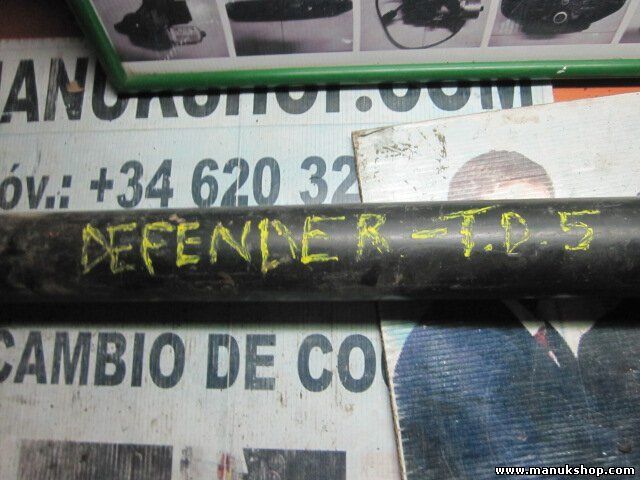 ANUKSHOP.COM
óv.: +34 620 32
DEFENDER-T.D.5
CAMBIO DE CO
www.manukshop.com